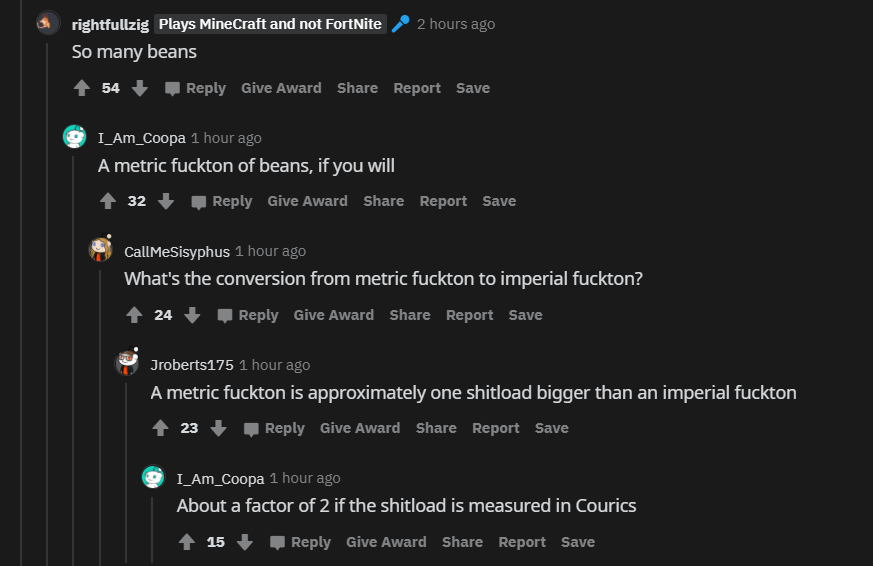 rightfullzig Plays MineCraft and not FortNite 2 hours ago
So many beans
54 Reply Give Award Share Report Save
I_Am_Coopa 1 hour ago
A metric fuckton of beans, if you will
32 Reply Give Award Share Report Save
CallMeSisyphus 1 hour ago
What's the conversion from metric fuckton to imperial fuckton?
24 Reply Give Award Share Report Save
Jroberts175 1 hour ago
A metric fuckton is approximately one shitload bigger than an imperial fuckton
23 Reply Give Award Share Report Save
I_Am_Coopa 1 hour ago
About a factor of 2 if the shitload is measured in Courics
15 Reply Give Award Share Report Save